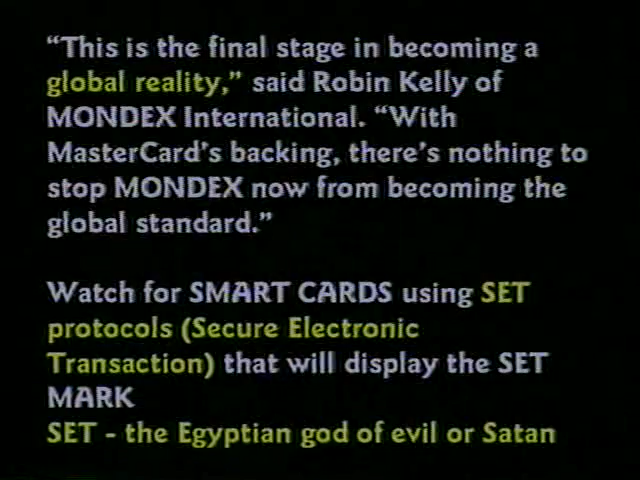 “This is the final stage in becoming a
global reality,” said Robin Kelly of
MONDEX International. “With
MasterCard’s backing, there’s nothing to
stop MONDEX now from becoming the
global standard.”
Watch for SMART CARDS using SET
protocols (Secure Electronic
Transaction) that will display the SET
MARK
SET - the Egyptian god of evil or Satan